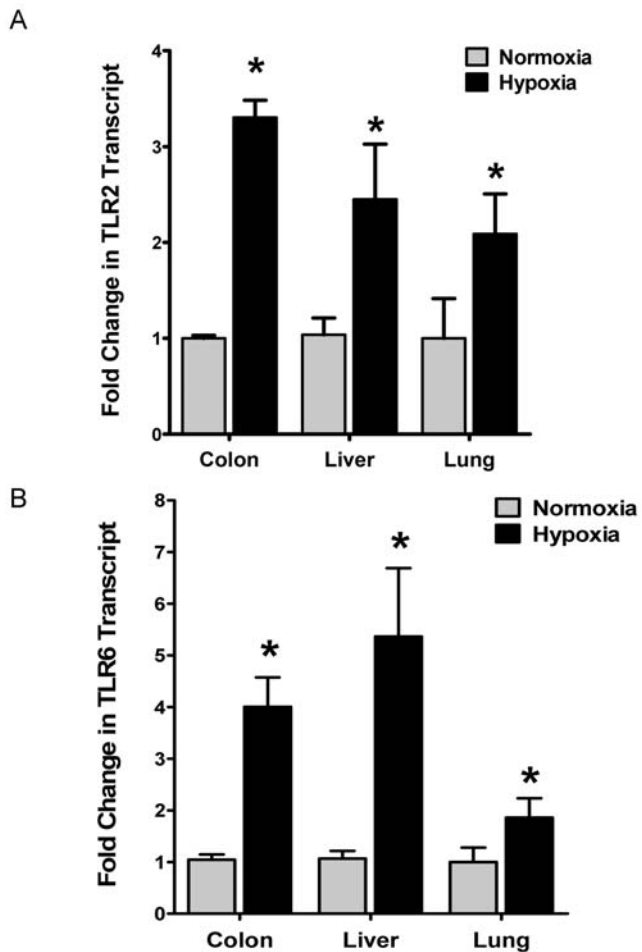 A
Fold Change in TLR2 Transcript
4
3
2
1
0
Normoxia
Hypoxia
*
*
*
Colon Liver Lung
B
Fold Change in TLR6 Transcript
8
7
6
5
4
3
2
1
0
Normoxia
Hypoxia
*
*
*
Colon Liver Lung